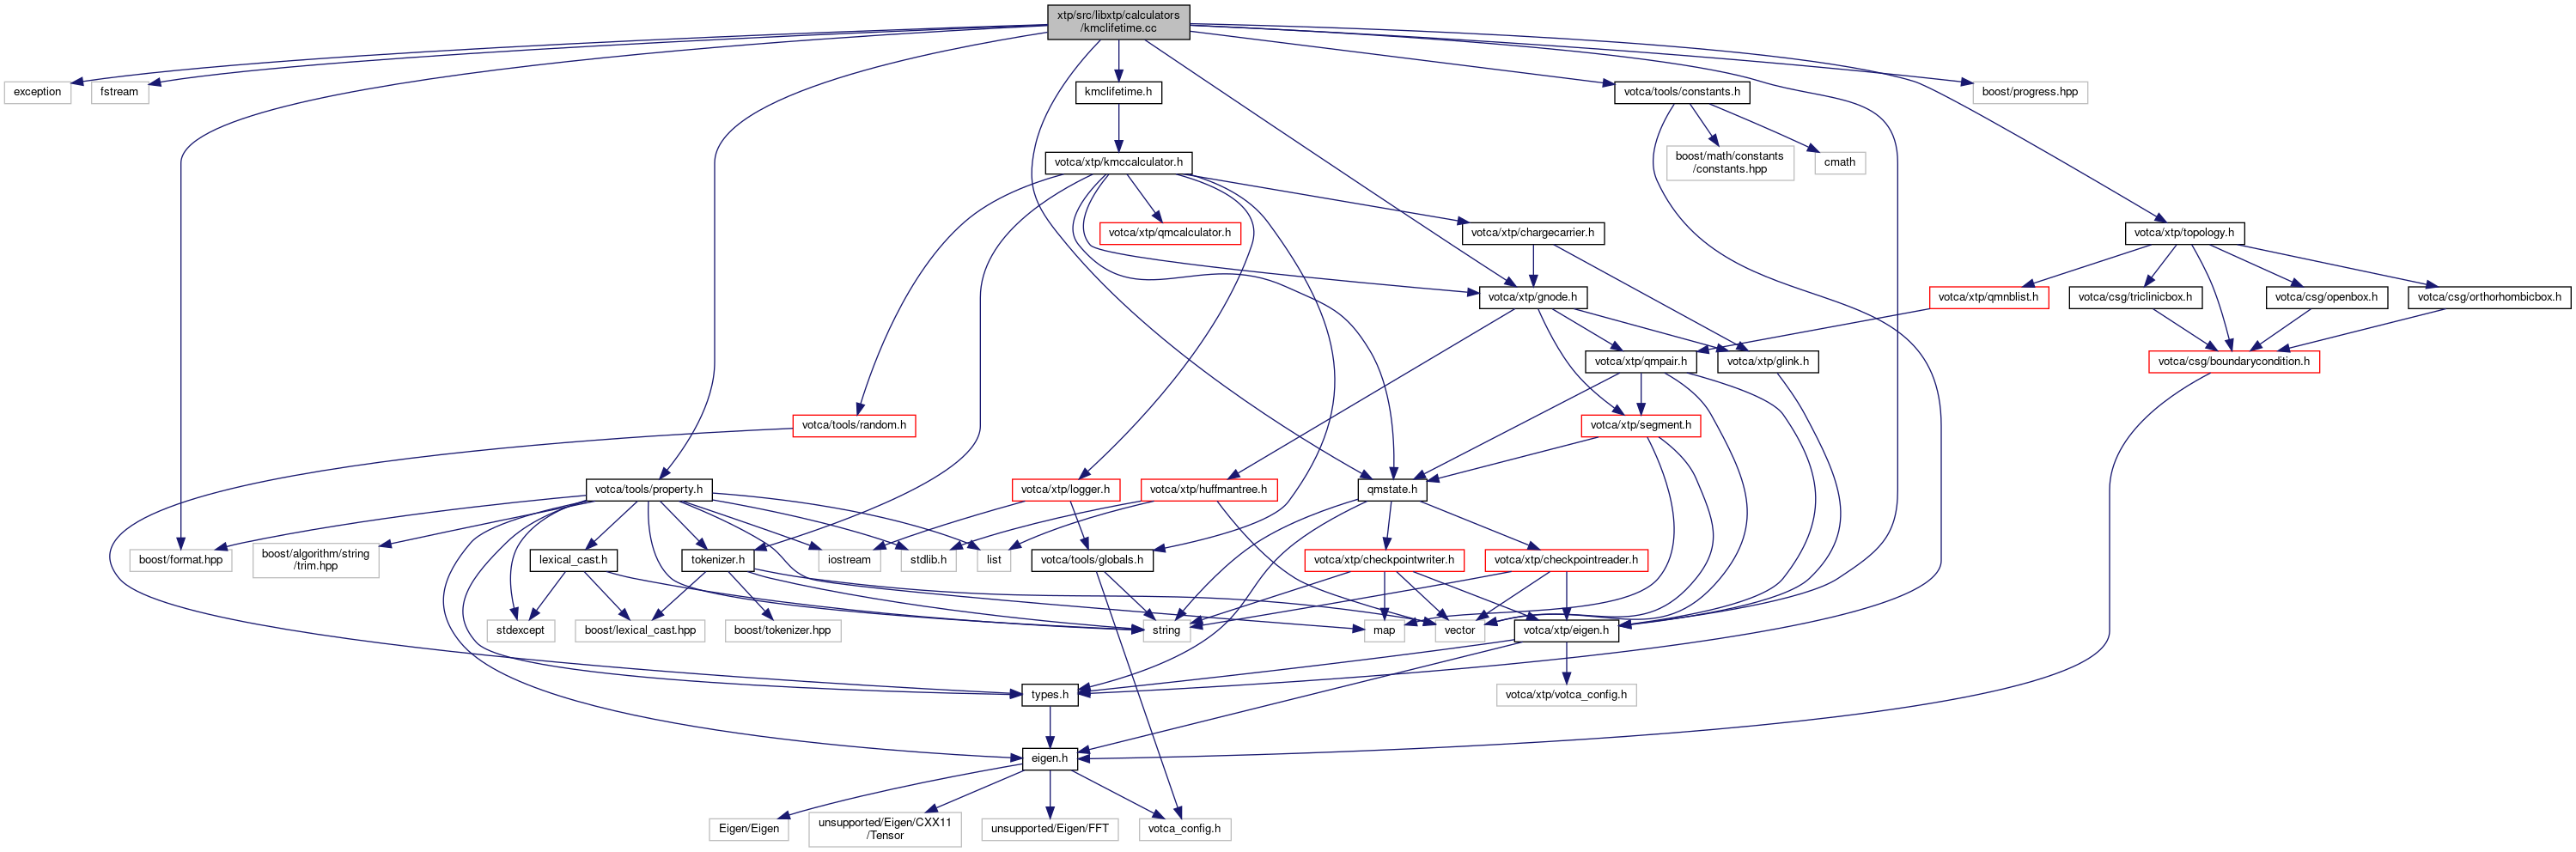 xtp/src/libxtp/calculators
/kmclifetime.cc
exception
fstream
kmclifetime.h
votca/tools/constants.h
boost/progress.hpp
votca/xtp/kmccalculator.h
boost/math/constants
/constants.hpp
cmath
votca/xtp/qmcalculator.h
votca/xtp/chargecarrier.h
votca/xtp/topology.h
votca/xtp/gnode.h
votca/xtp/qmnblist.h
votca/csg/triclinicbox.h
votca/csg/openbox.h
votca/csg/orthorhombicbox.h
votca/xtp/qmpair.h
votca/xtp/glink.h
votca/csg/boundarycondition.h
votca/tools/random.h
votca/xtp/segment.h
votca/tools/property.h
votca/xtp/logger.h
votca/xtp/huffmantree.h
qmstate.h
boost/format.hpp
boost/algorithm/string
/trim.hpp
lexical_cast.h
tokenizer.h
iostream
stdlib.h
list
votca/tools/globals.h
votca/xtp/checkpointwriter.h
votca/xtp/checkpointreader.h
stdexcept
boost/lexical_cast.hpp
boost/tokenizer.hpp
string
map
vector
votca/xtp/eigen.h
types.h
votca/xtp/votca_config.h
eigen.h
Eigen/Eigen
unsupported/Eigen/CXX11
/Tensor
unsupported/Eigen/FFT
votca_config.h